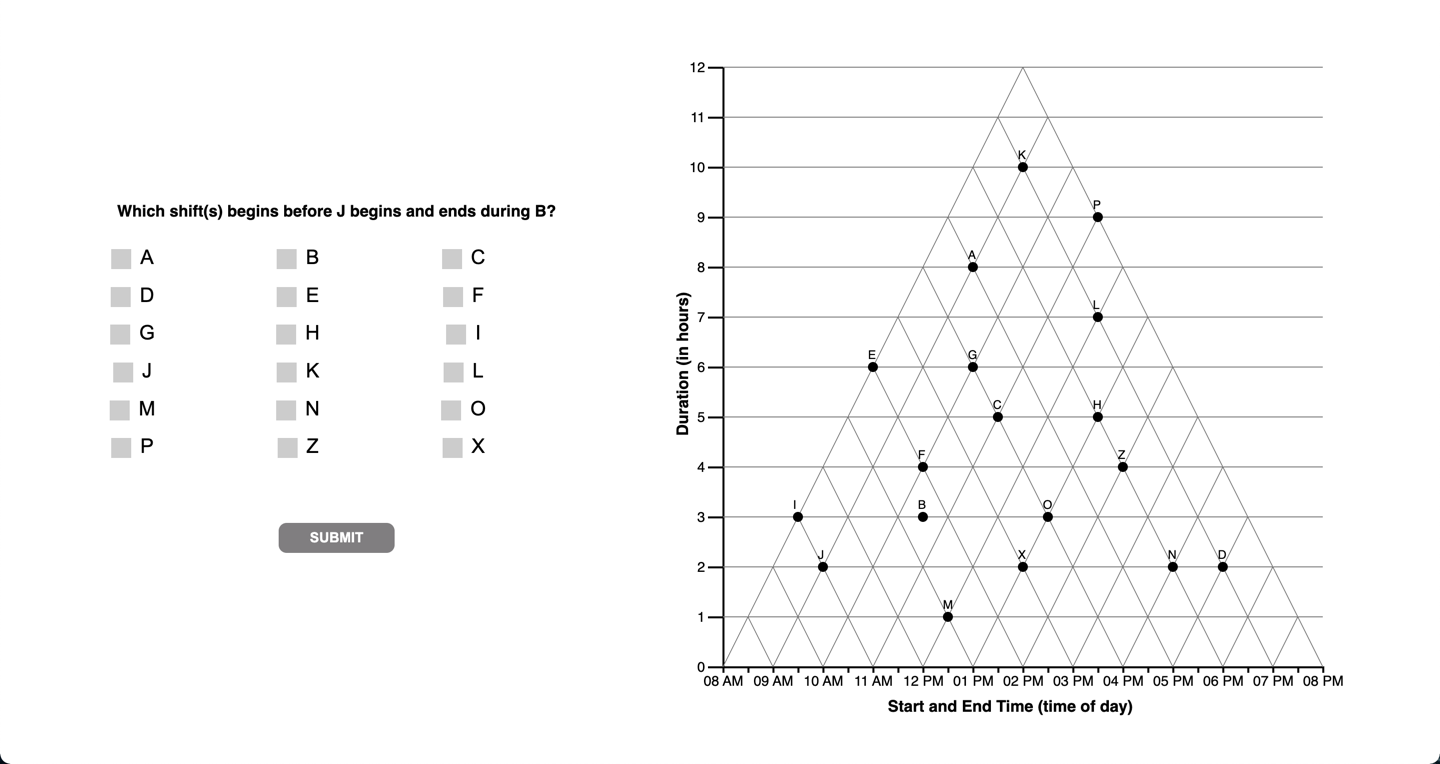 Which shift(s) begins before J begins and ends during B?
A B C
D E F
G H I
J K L
M N O
P Z X
SUBMIT
12
11
10
9
8
7
6
5
4
3
2
1
0
Duration (in hours)
K
P
A
L
E G
C H
F Z
I B O
J X N D
M
08 AM 09 AM 10 AM 11 AM 12 PM 01 PM 02 PM 03 PM 04 PM 05 PM 06 PM 07 PM 08 PM
Start and End Time (time of day)